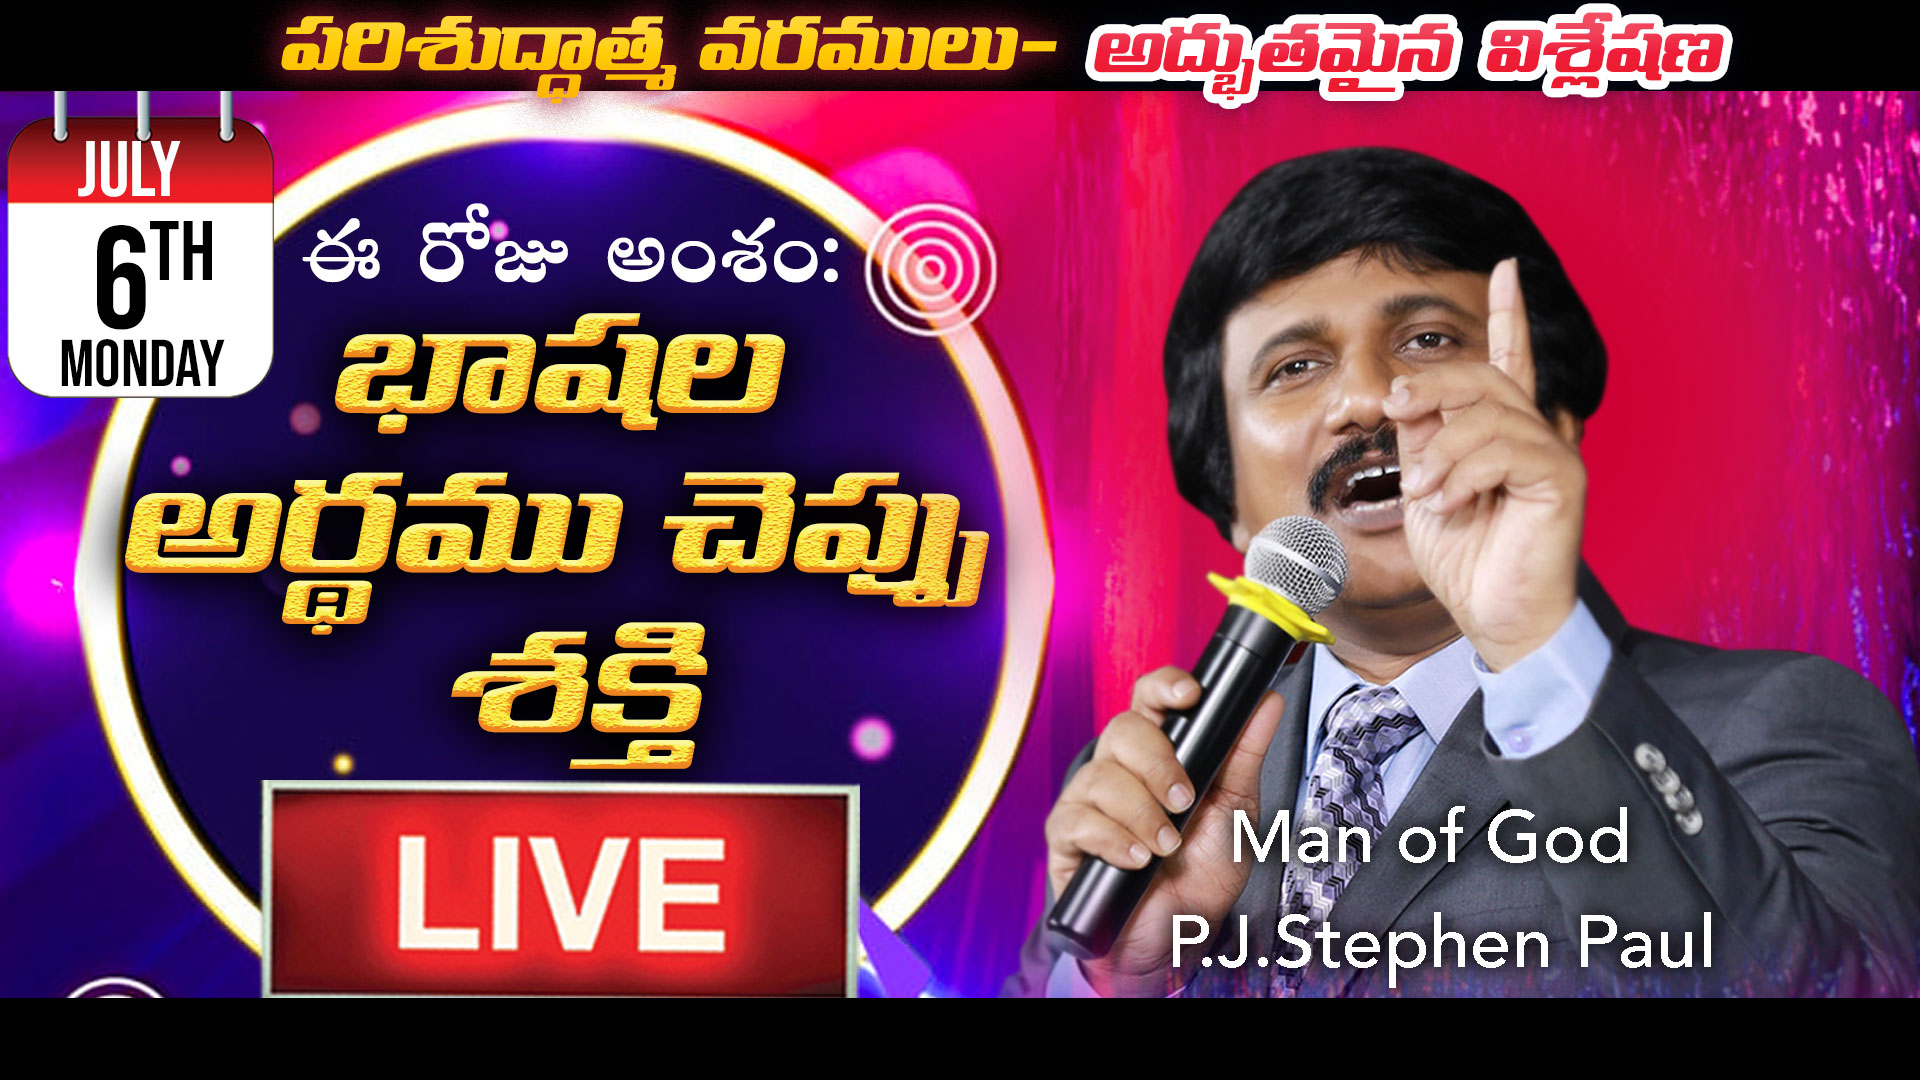 పరిశుద్ధాత్మ వరములు- అద్భుతమైన విశ్లేషణ
JULY
6TH
MONDAY
ఈ రోజు అంశం:
భాషల
అర్థము చెప్పు
శక్తి
LIVE
Man of God
P.J.Stephen Paul